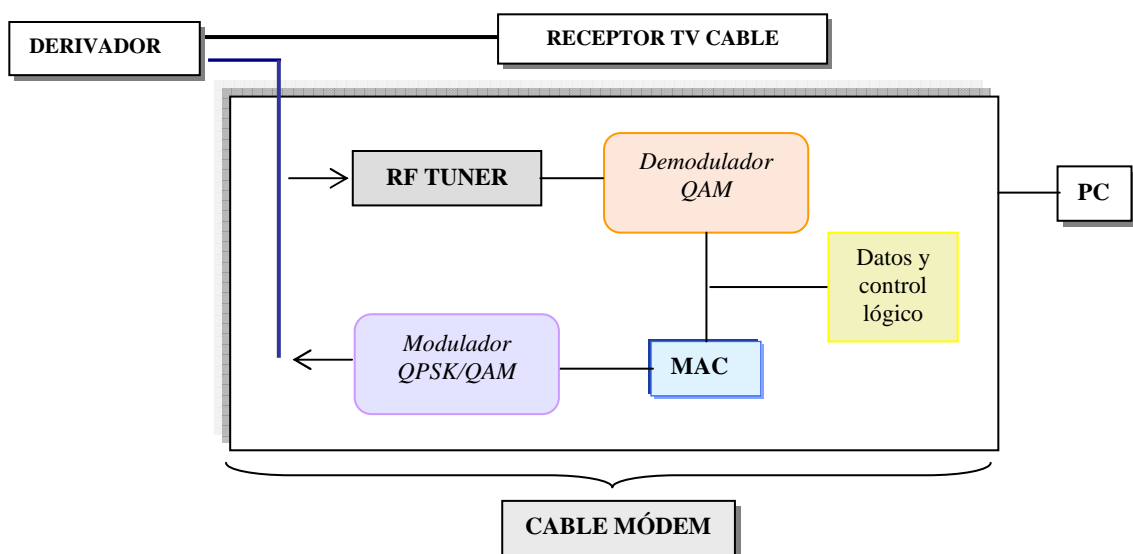 DERIVADOR
RECEPTOR TV CABLE
RF TUNER
Demodulador
QAM
PC
Datos y
control
lógico
Modulador
QPSK/QAM
MAC
CABLE MÓDEM